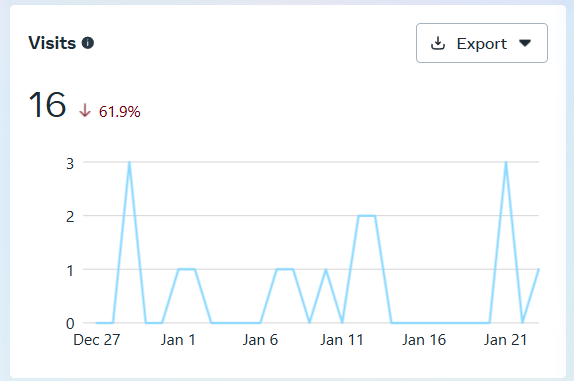 Visits
Export
16 ↓ 61.9%
3
2
1
0
Dec 27 Jan 1 Jan 6 Jan 11 Jan 16 Jan 21